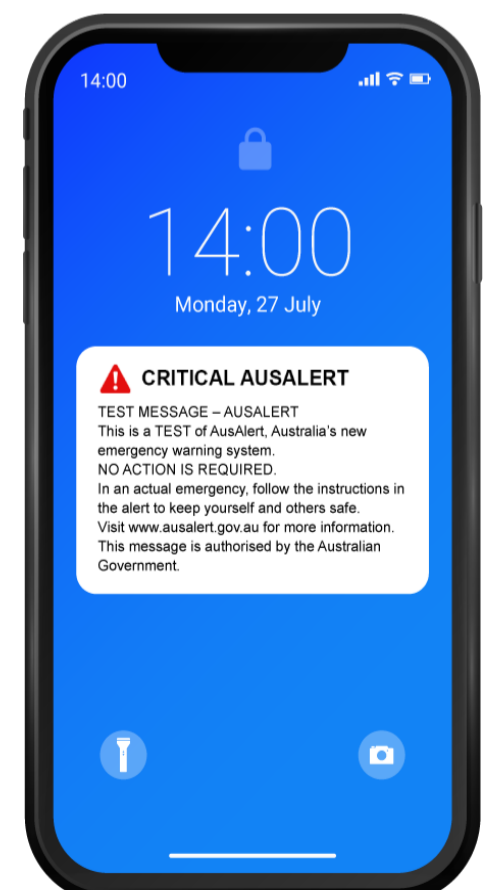 14:00
14:00
Monday, 27 July
CRITICAL AUSALERT
TEST MESSAGE – AUSALERT
This is a TEST of AusAlert, Australia's new
emergency warning system.
NO ACTION IS REQUIRED.
In an actual emergency, follow the instructions in
the alert to keep yourself and others safe.
Visit www.ausalert.gov.au for more information.
This message is authorised by the Australian
Government.